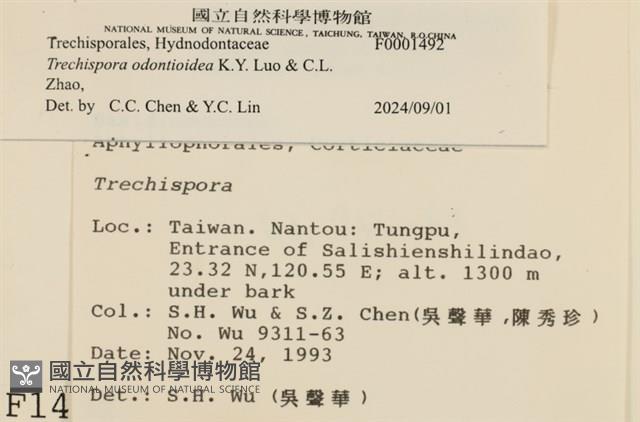 國立自然科學博物館
NATIONAL MUSEUM OF NATURAL SCIENCE, TAICHUNG, TAIWAN, R.O.CHINA
Trechisporales, Hydnodontaceae F0001492
Trechispora odontioidea K.Y. Luo & C.L.
Zhao,
Det. by C.C. Chen & Y.C. Lin 2024/09/01
Aphyllophorales, Corticiaceae
Trechispora
Loc.: Taiwan. Nantou: Tungpu,
Entrance of Salishienshilindao,
23.32 N,120.55 E; alt. 1300 m
under bark
Col.: S.H. Wu & S.Z. Chen(吳聲華,陳秀珍)
No. Wu 9311-63
Date: Nov. 24, 1993
國立自然科學博物館
NATIONAL MUSEUM OF NATURAL SCIENCE
F14 Det.: S.H. Wu (吳聲華)